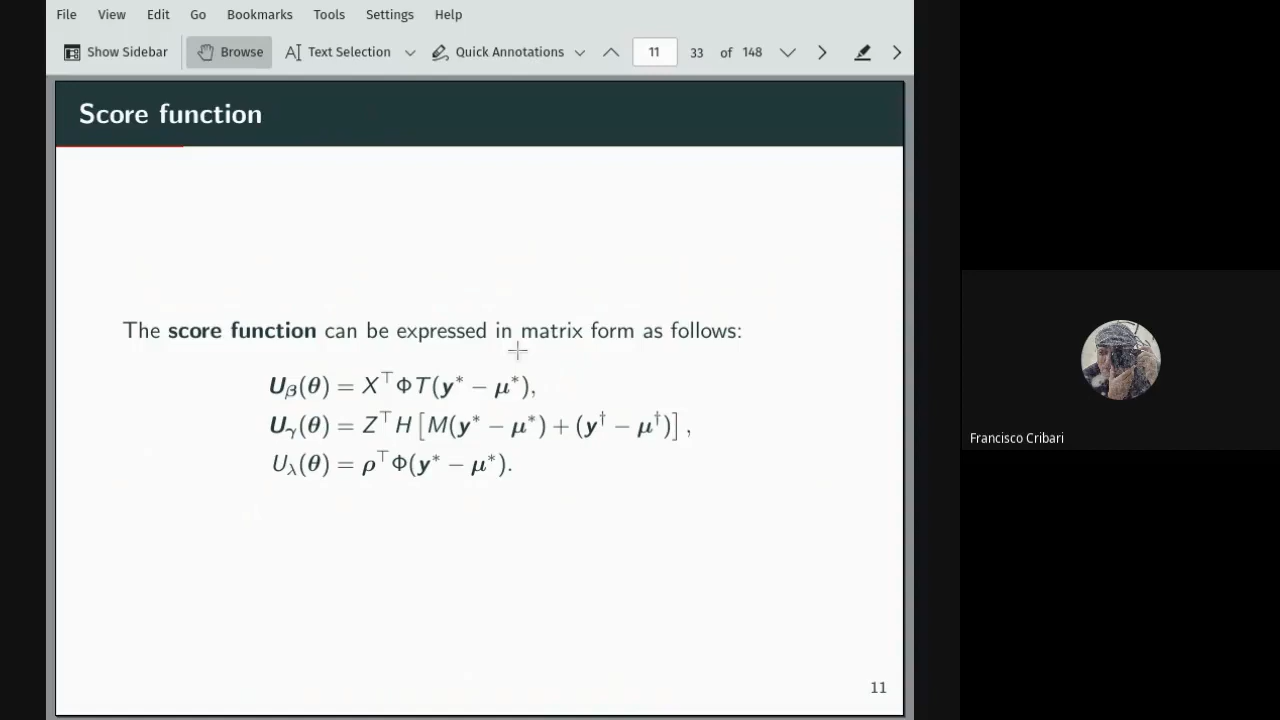 File View Edit Go Bookmarks Tools Settings Help
Show Sidebar Browse Text Selection Quick Annotations 11 33 of 148
Score function
The score function can be expressed in matrix form as follows:
U_β(θ) = X^⊤ΦT(y* − μ*),
U_γ(θ) = Z^⊤H[M(y* − μ*) + (y^† − μ^†)],
U_λ(θ) = ρ^⊤Φ(y* − μ*).
11
Francisco Cribari